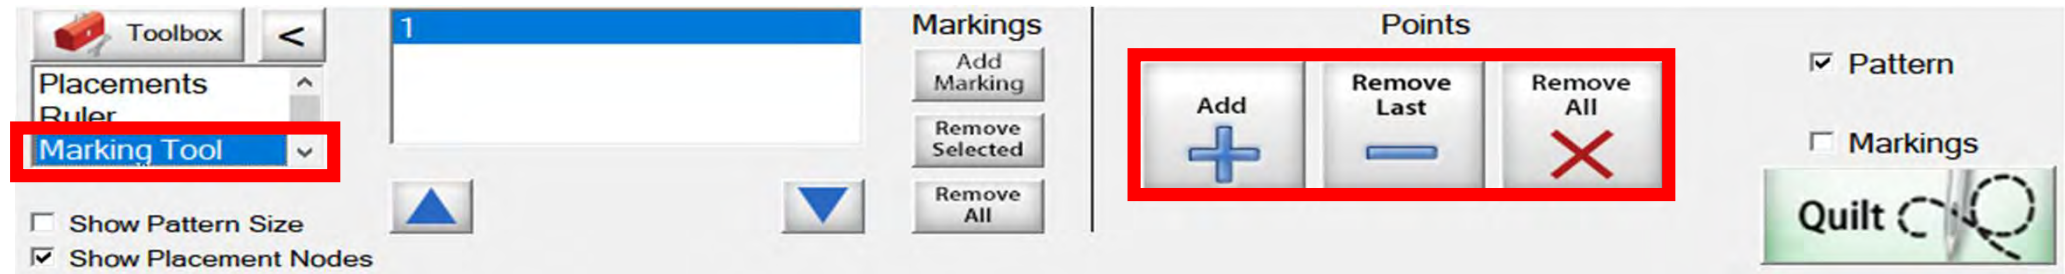 Toolbox
<
Placements
Ruler
Marking Tool
Show Pattern Size
Show Placement Nodes
1
Markings
Add
Marking
Remove
Selected
Remove
All
Points
Add
Remove
Last
Remove
All
Pattern
Markings
Quilt